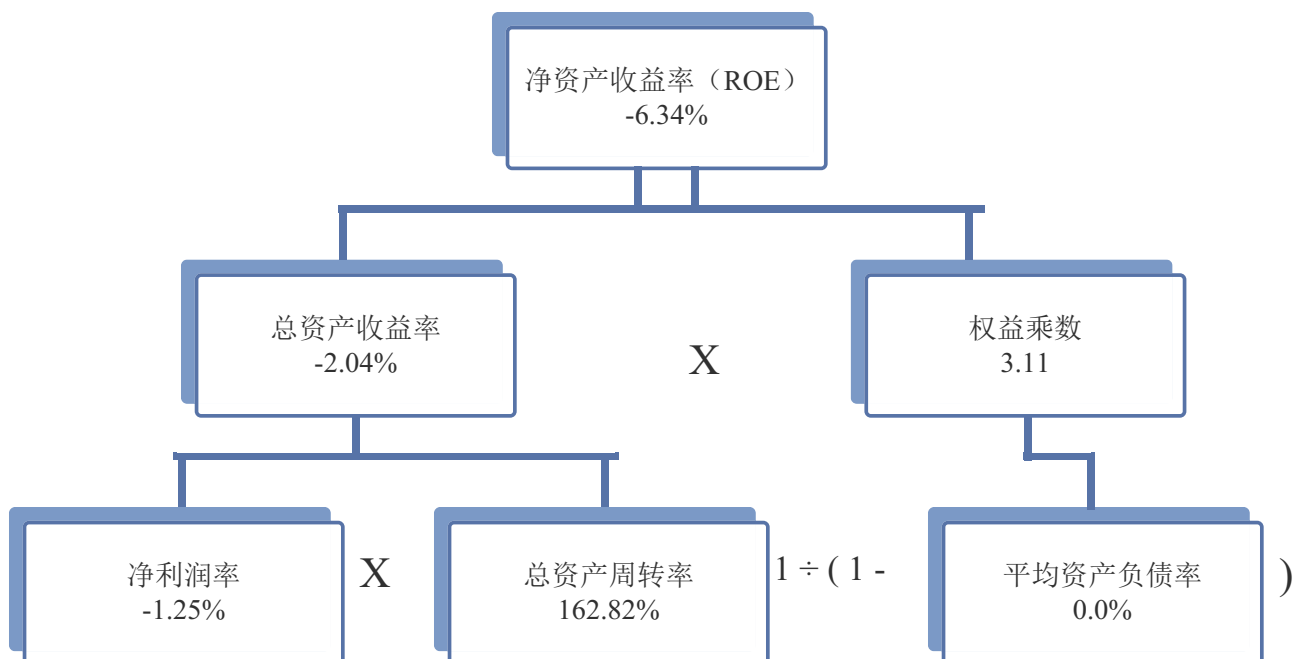 净资产收益率（ROE）
-6.34%
总资产收益率
-2.04%
X
权益乘数
3.11
净利润率
-1.25%
X
总资产周转率
162.82%
1 ÷ ( 1 -
平均资产负债率
0.0%
)